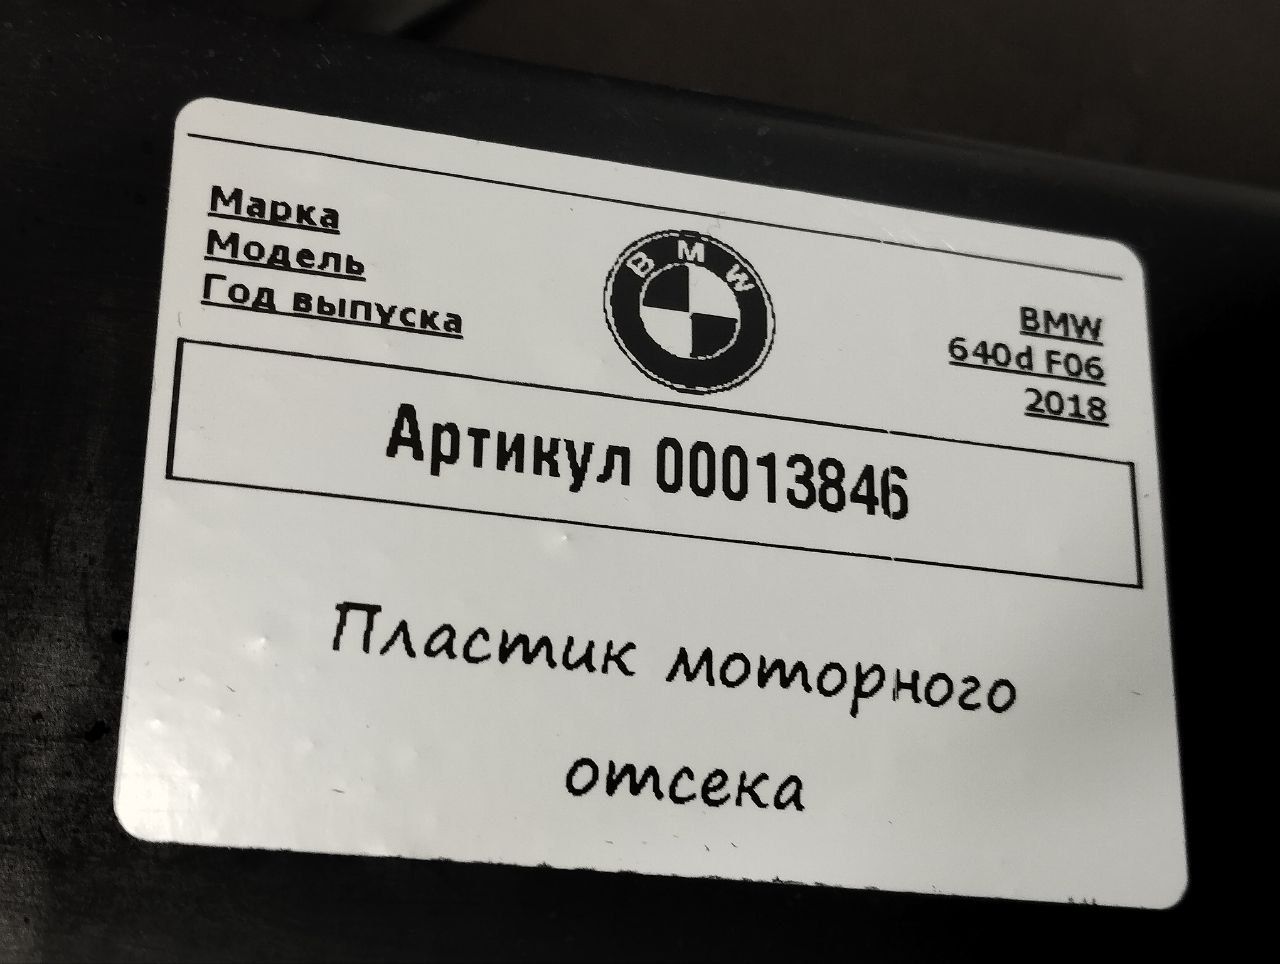 Марка
Модель
Год выпуска
BMW
BMW
640d F06
2018
Артикул 00013846
Пластик моторного
отсека